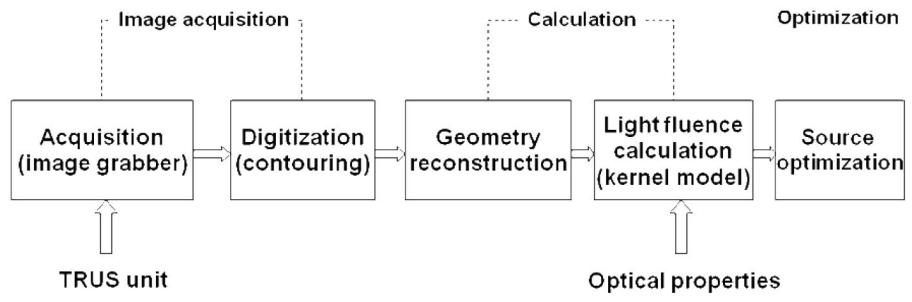 Image acquisition
Calculation
Optimization
Acquisition
(image grabber)
Digitization
(contouring)
Geometry
reconstruction
Light fluence
calculation
(kernel model)
Source
optimization
TRUS unit
Optical properties